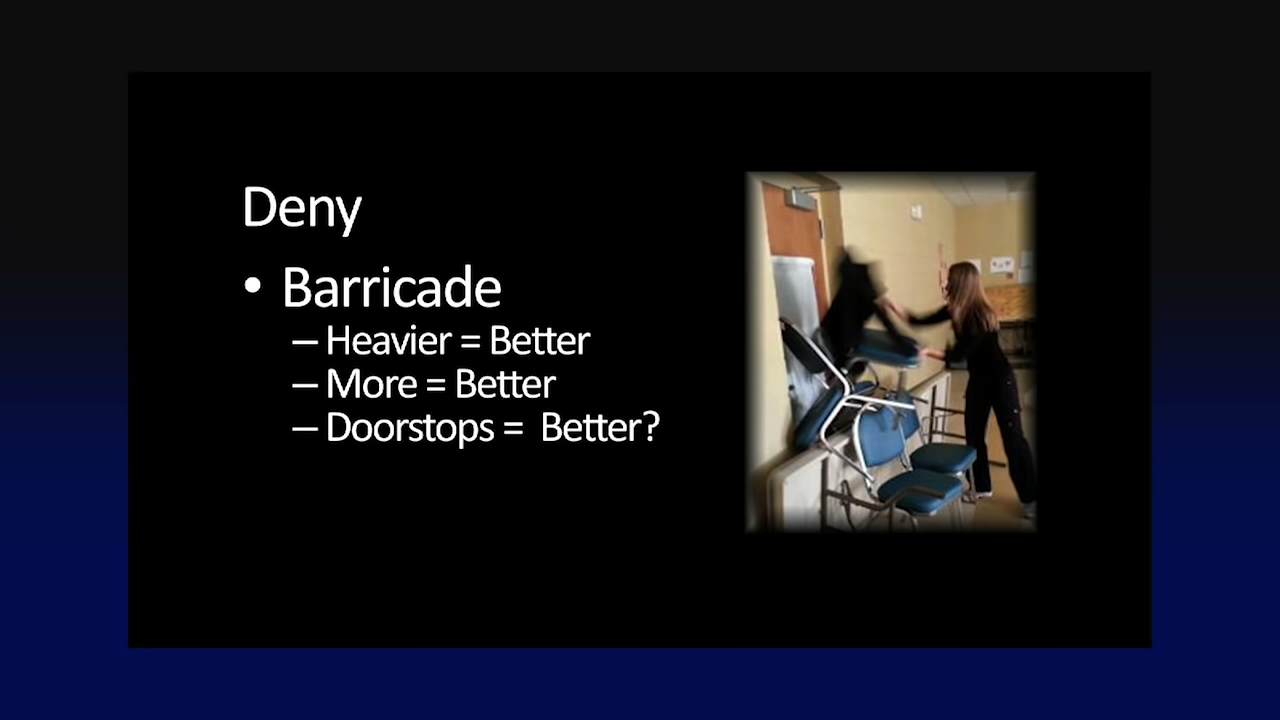 Deny
• Barricade
– Heavier = Better
– More = Better
– Doorstops = Better?